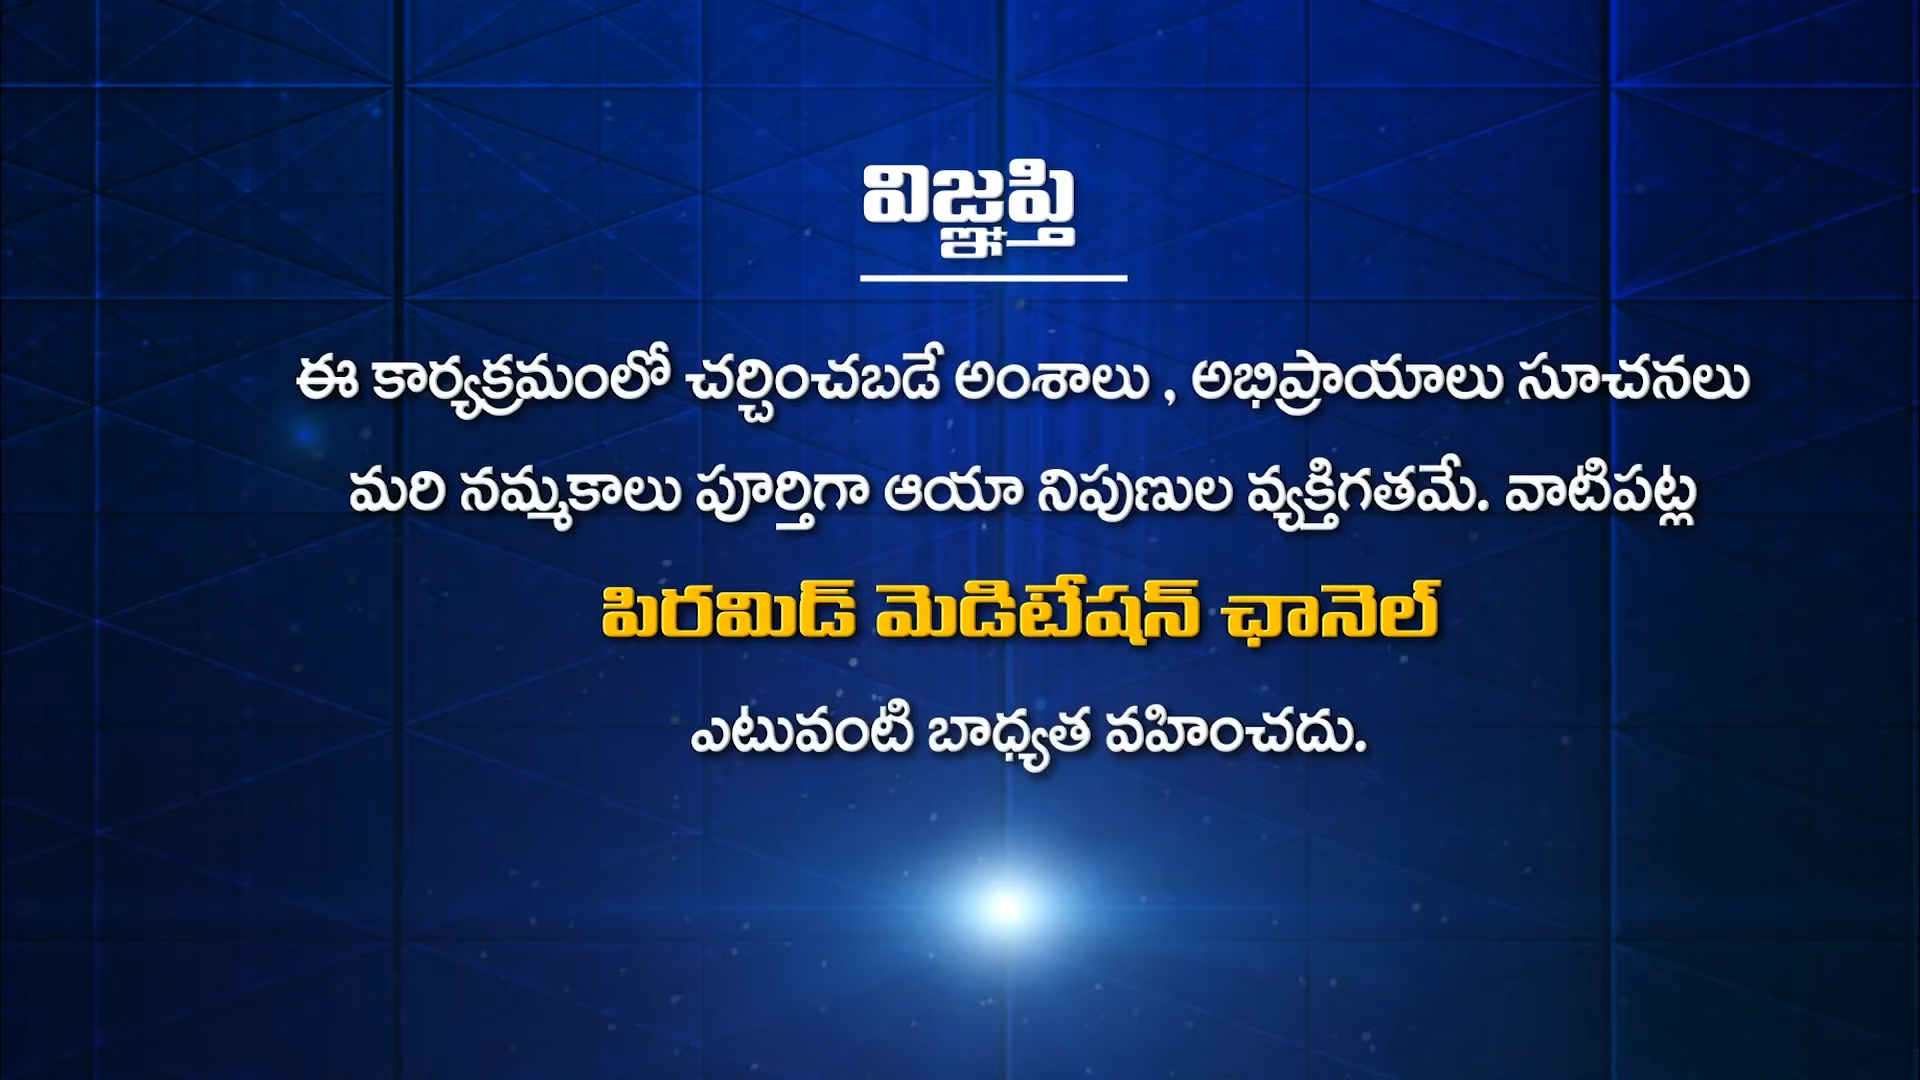 విజ్ఞప్తి
ఈ కార్యక్రమంలో చర్చించబడే అంశాలు , అభిప్రాయాలు సూచనలు
మరి నమ్మకాలు పూర్తిగా ఆయా నిపుణుల వ్యక్తిగతమే. వాటిపట్ల
పిరమిడ్ మెడిటేషన్ ఛానెల్
ఎటువంటి బాధ్యత వహించదు.